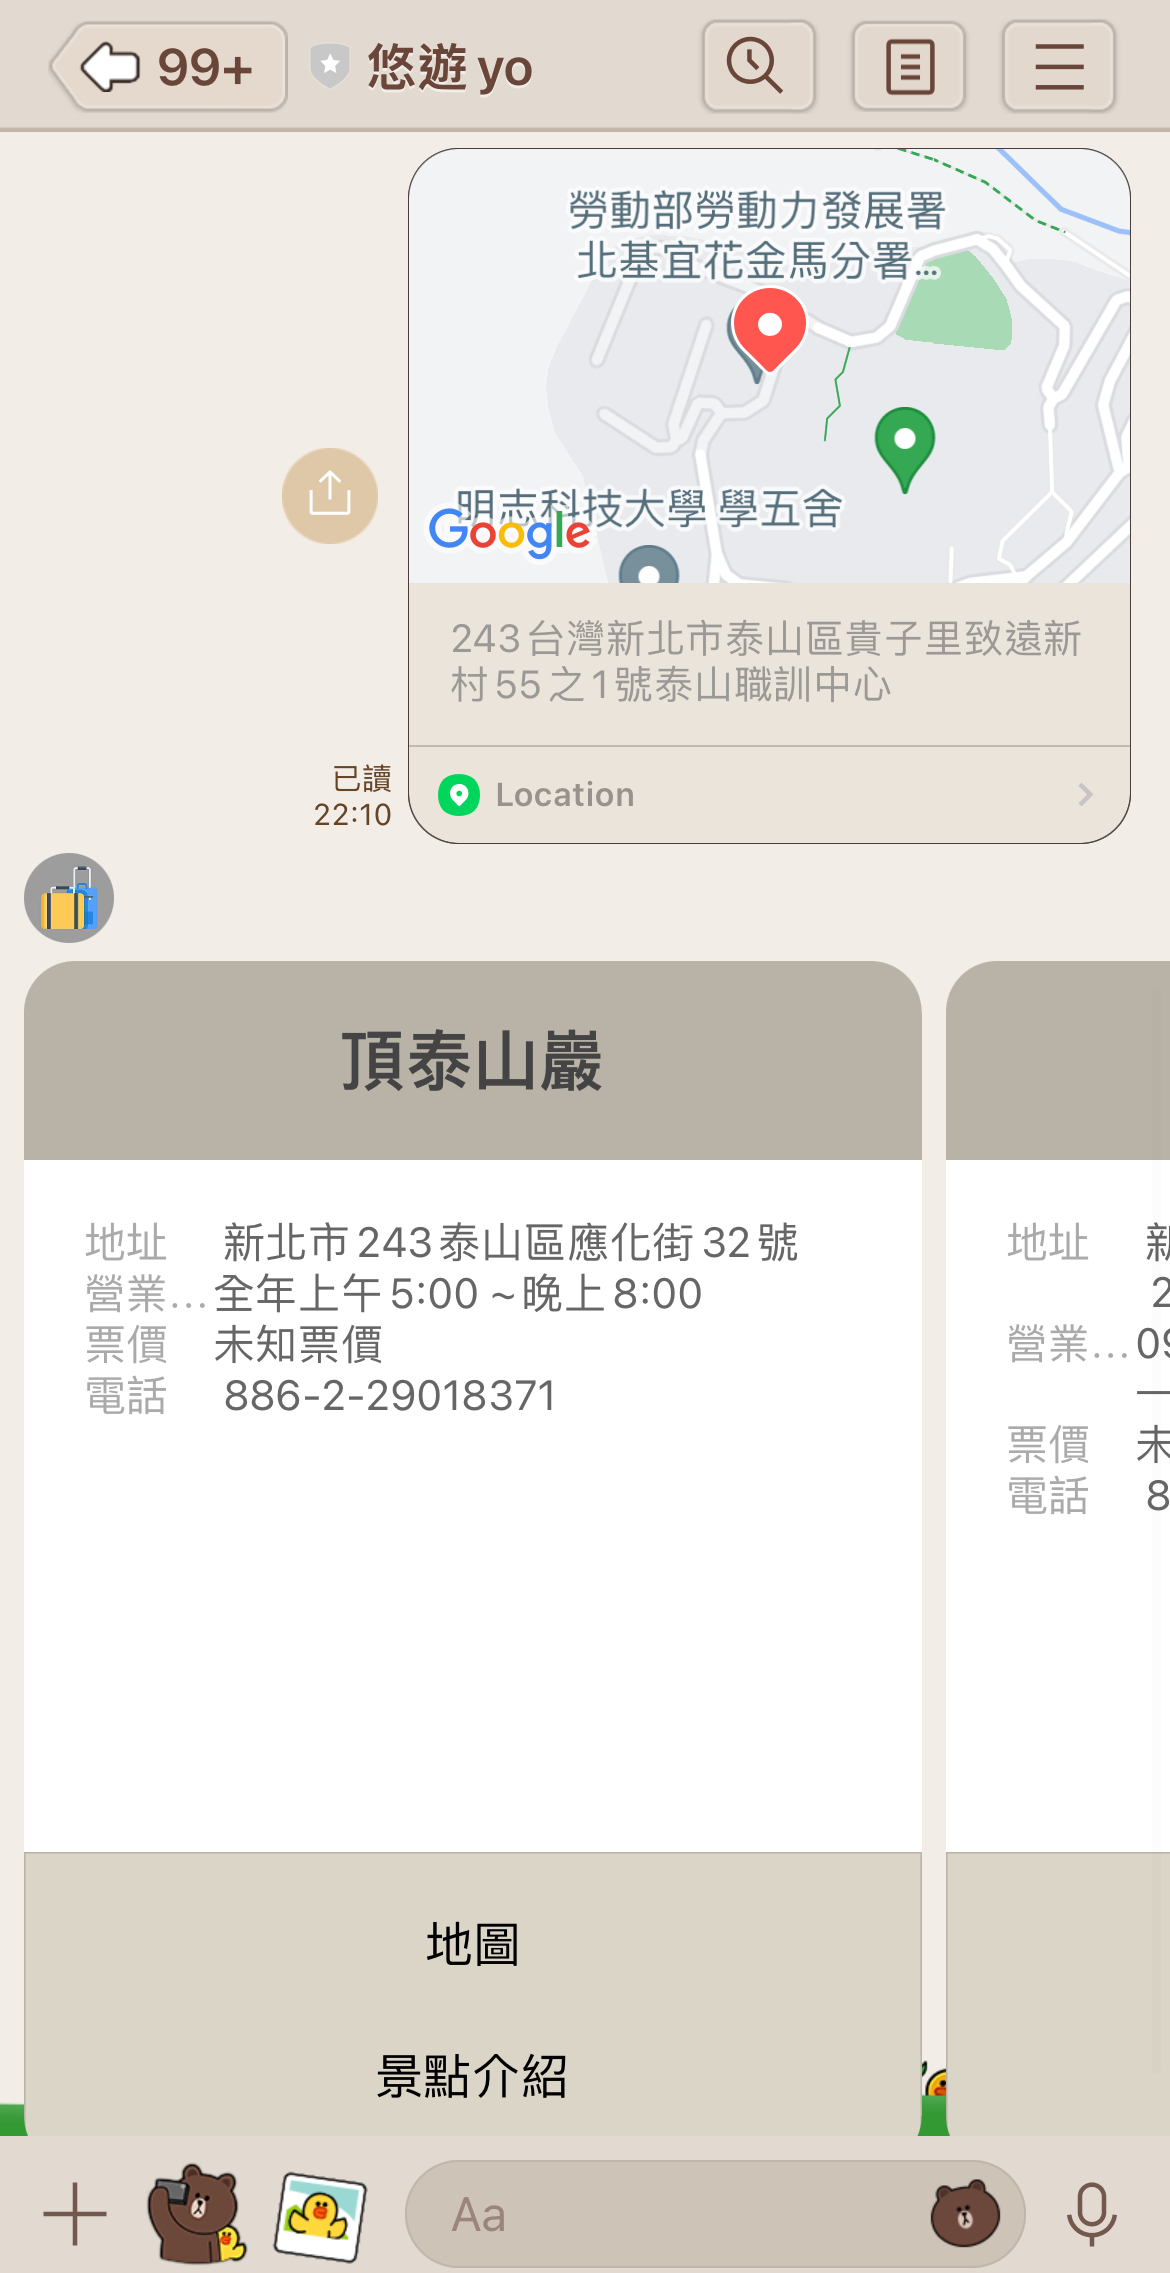 99+
悠遊 yo
勞動部勞動力發展署
北基宜花金馬分署...
明志科技大學 學五舍
Google
243台灣新北市泰山區貴子里致遠新
村55之1號泰山職訓中心
已讀
22:10
Location
頂泰山巖
地址 新北市243泰山區應化街32號
營業... 全年上午5:00 ~晚上8:00
票價 未知票價
電話 886-2-29018371
地址
2
營業... 09
票價 未
電話 8
地圖
景點介紹
Aa